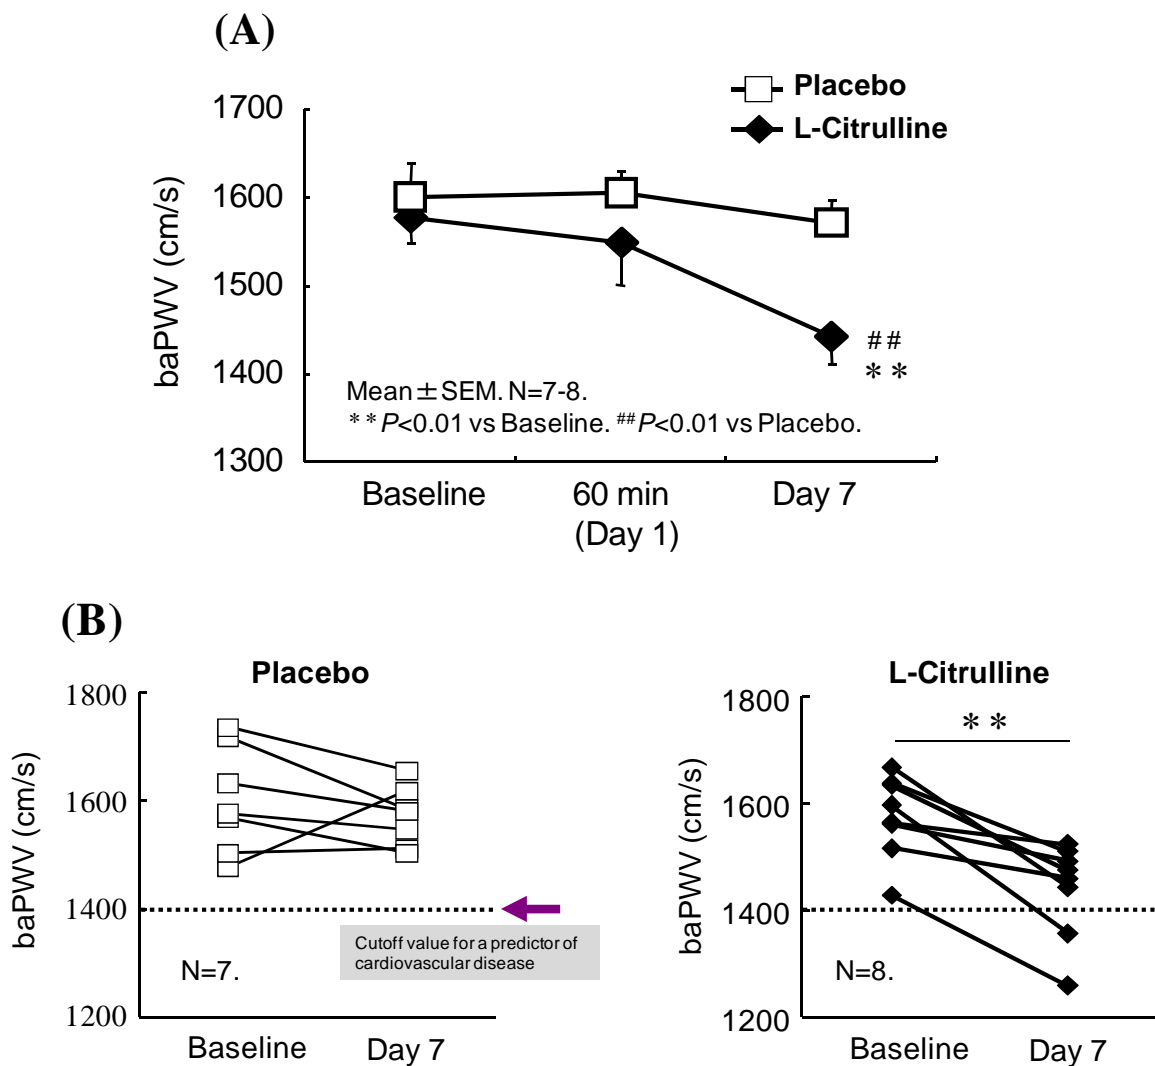 (A)
Placebo
L-Citrulline
baPWV (cm/s)
1700
1600
1500
1400
1300
##
**
Mean±SEM. N=7-8.
**P<0.01 vs Baseline. ##P<0.01 vs Placebo.
Baseline 60 min Day 7
(Day 1)
(B)
Placebo
baPWV (cm/s)
1800
1600
1400
1200
Cutoff value for a predictor of
cardiovascular disease
N=7.
Baseline Day 7
L-Citrulline
baPWV (cm/s)
1800
1600
1400
1200
**
N=8.
Baseline Day 7